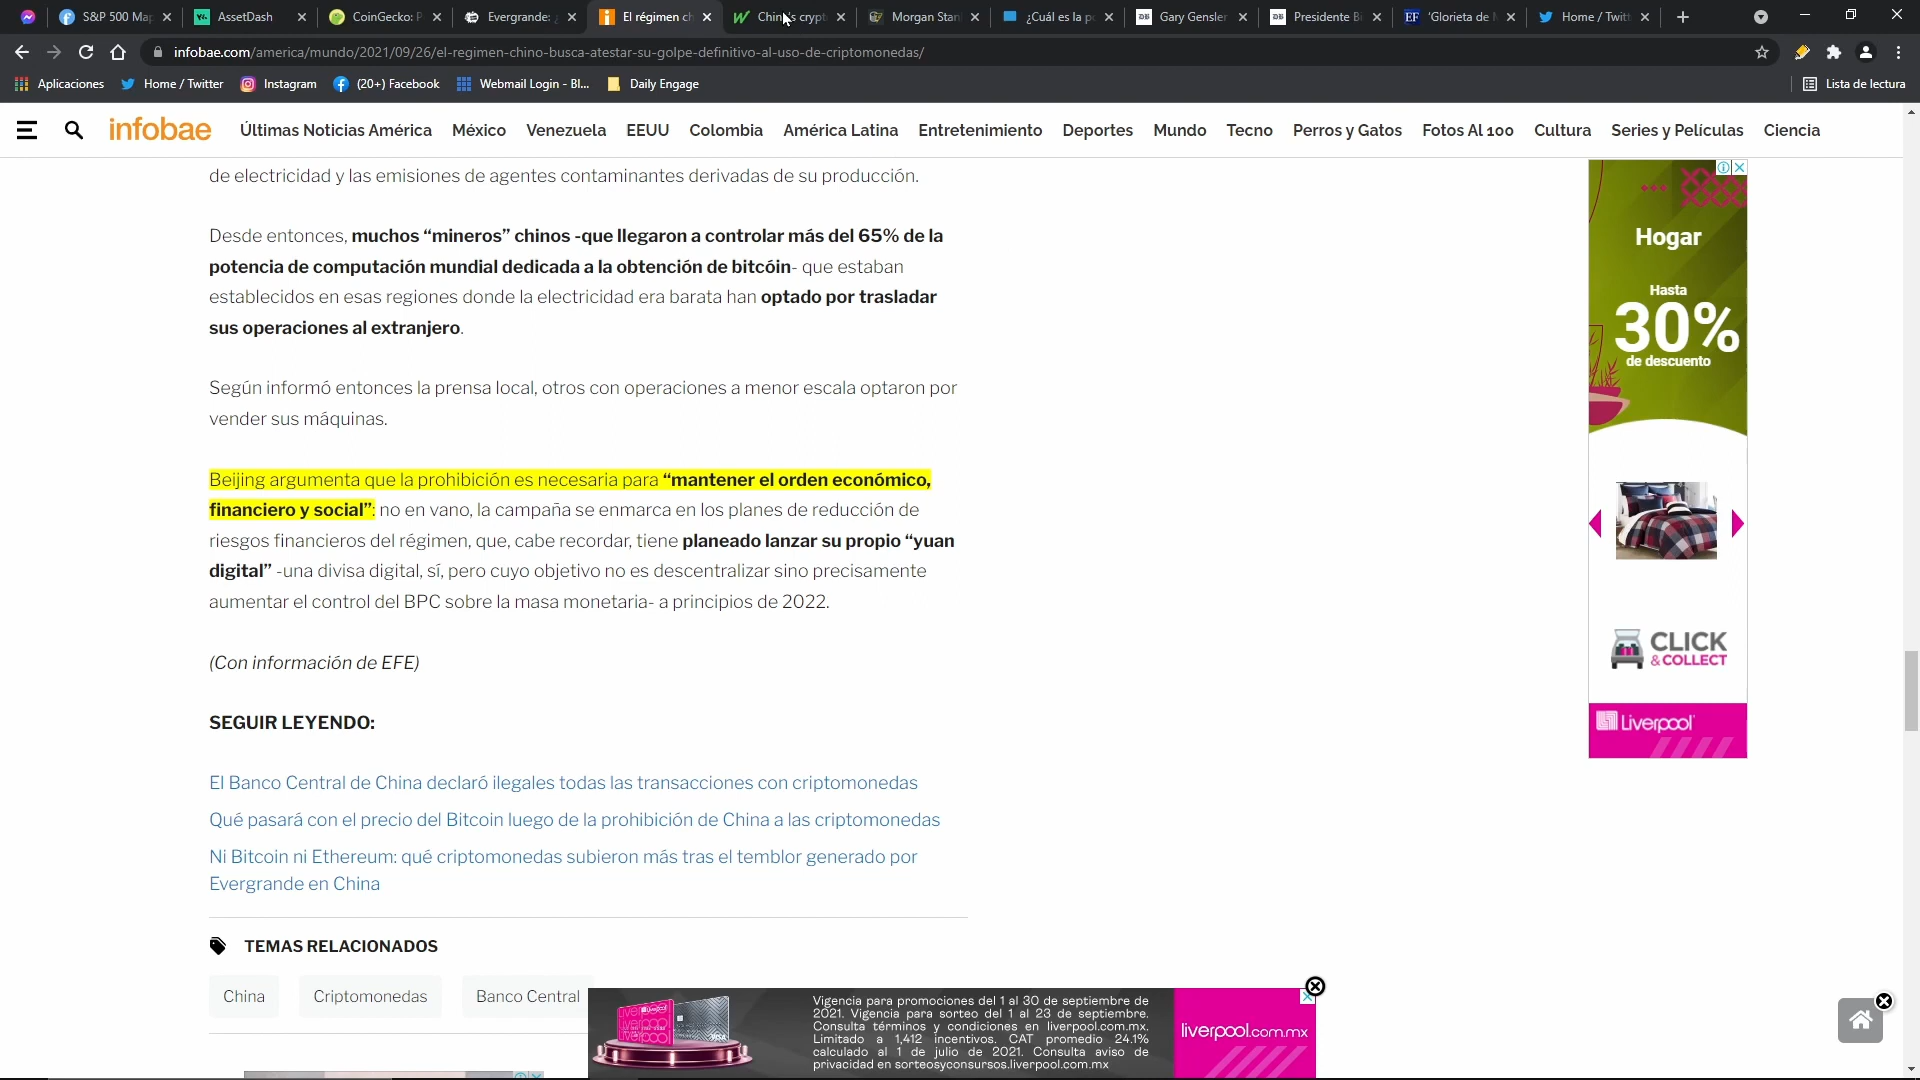 S&P 500 Map
AssetDash
CoinGecko: P
Evergrande: ¿
El régimen ch
China's crypt
Morgan Stan
¿Cuál es la po
Gary Gensler
Presidente Bi
'Glorieta de
Home / Twitt
infobae.com/america/mundo/2021/09/26/el-regimen-chino-busca-atestar-su-golpe-definitivo-al-uso-de-criptomonedas/
Aplicaciones
Home / Twitter
Instagram
(20+) Facebook
Webmail Login - Bl...
Daily Engage
Lista de lectura
infobae
Últimas Noticias América
México
Venezuela
EEUU
Colombia
América Latina
Entretenimiento
Deportes
Mundo
Tecno
Perros y Gatos
Fotos Al 100
Cultura
Series y Películas
Ciencia
de electricidad y las emisiones de agentes contaminantes derivadas de su producción.
Desde entonces, muchos “mineros” chinos -que llegaron a controlar más del 65% de la
potencia de computación mundial dedicada a la obtención de bitcóin- que estaban
establecidos en esas regiones donde la electricidad era barata han optado por trasladar
sus operaciones al extranjero.
Según informó entonces la prensa local, otros con operaciones a menor escala optaron por
vender sus máquinas.
Beijing argumenta que la prohibición es necesaria para “mantener el orden económico,
financiero y social”: no en vano, la campaña se enmarca en los planes de reducción de
riesgos financieros del régimen, que, cabe recordar, tiene planeado lanzar su propio “yuan
digital” -una divisa digital, sí, pero cuyo objetivo no es descentralizar sino precisamente
aumentar el control del BPC sobre la masa monetaria- a principios de 2022.
(Con información de EFE)
SEGUIR LEYENDO:
El Banco Central de China declaró ilegales todas las transacciones con criptomonedas
Qué pasará con el precio del Bitcoin luego de la prohibición de China a las criptomonedas
Ni Bitcoin ni Ethereum: qué criptomonedas subieron más tras el temblor generado por
Evergrande en China
TEMAS RELACIONADOS
China
Criptomonedas
Banco Central
Hogar
Hasta
30%
de descuento
CLICK
& COLLECT
Liverpool
Vigencia para promociones del 1 al 30 de septiembre de
2021. Vigencia para sorteo del 1 al 23 de septiembre.
Consulta términos y condiciones en liverpool.com.mx.
Limitado a 1,412 incentivos. CAT promedio 24.1%
calculado al 1 de julio de 2021. Consulta aviso de
privacidad en sorteosyconsursos.liverpool.com.mx
liverpool.com.mx